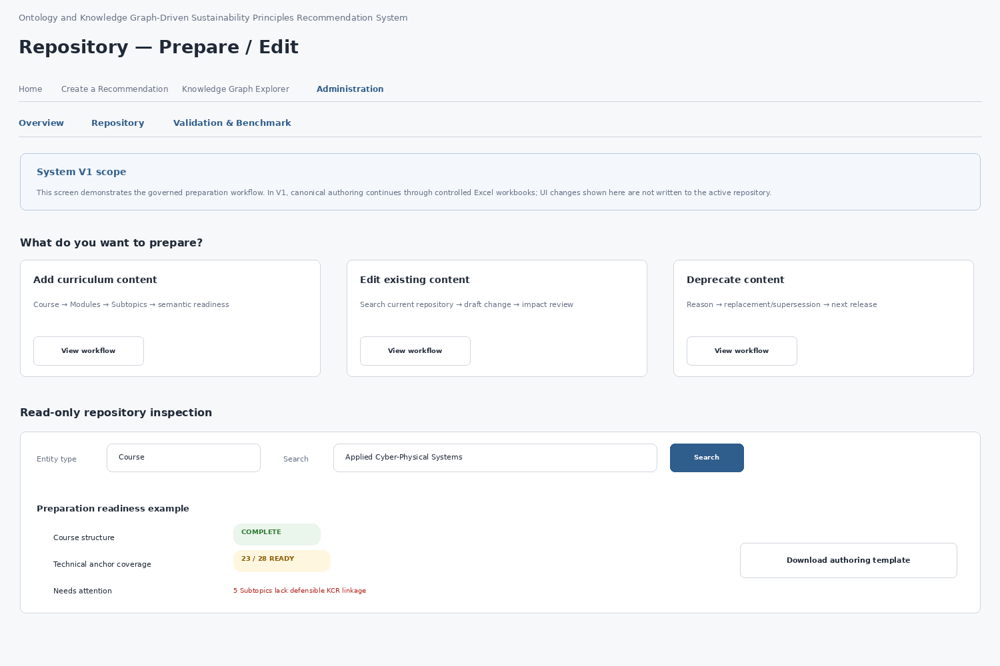 Ontology and Knowledge Graph-Driven Sustainability Principles Recommendation System
Repository — Prepare / Edit
Home Create a Recommendation Knowledge Graph Explorer Administration
Overview Repository Validation & Benchmark
System V1 scope
This screen demonstrates the governed preparation workflow. In V1, canonical authoring continues through controlled Excel workbooks; UI changes shown here are not written to the active repository.
What do you want to prepare?
Add curriculum content
Course → Modules → Subtopics → semantic readiness
View workflow
Edit existing content
Search current repository → draft change → impact review
View workflow
Deprecate content
Reason → replacement/supersession → next release
View workflow
Read-only repository inspection
Entity type Course Search Applied Cyber-Physical Systems Search
Preparation readiness example
Course structure COMPLETE
Technical anchor coverage 23 / 28 READY
Needs attention 5 Subtopics lack defensible KCR linkage
Download authoring template